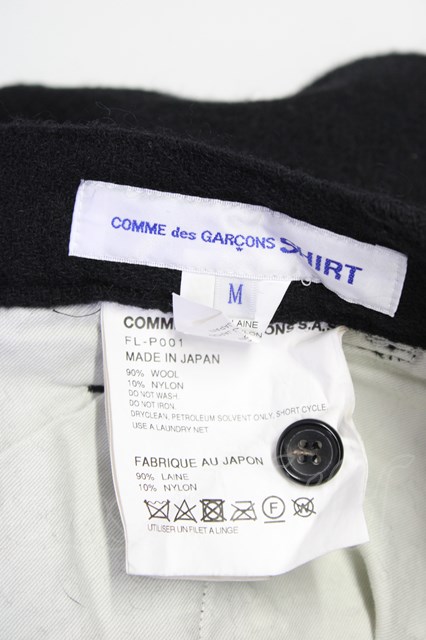 COMME des GARÇONS SHIRT
M
LAINE
COMM
S.A.S
FL-P001
MADE IN JAPAN
90% WOOL
10% NYLON
DO NOT WASH.
DO NOT IRON.
DRYCLEAN, PETROLEUM SOLVENT ONLY, SHORT CYCLE.
USE A LAUNDRY NET
FABRIQUE AU JAPON
90% LAINE
10% NYLON
F
UTILISER UN FILET A LINGE